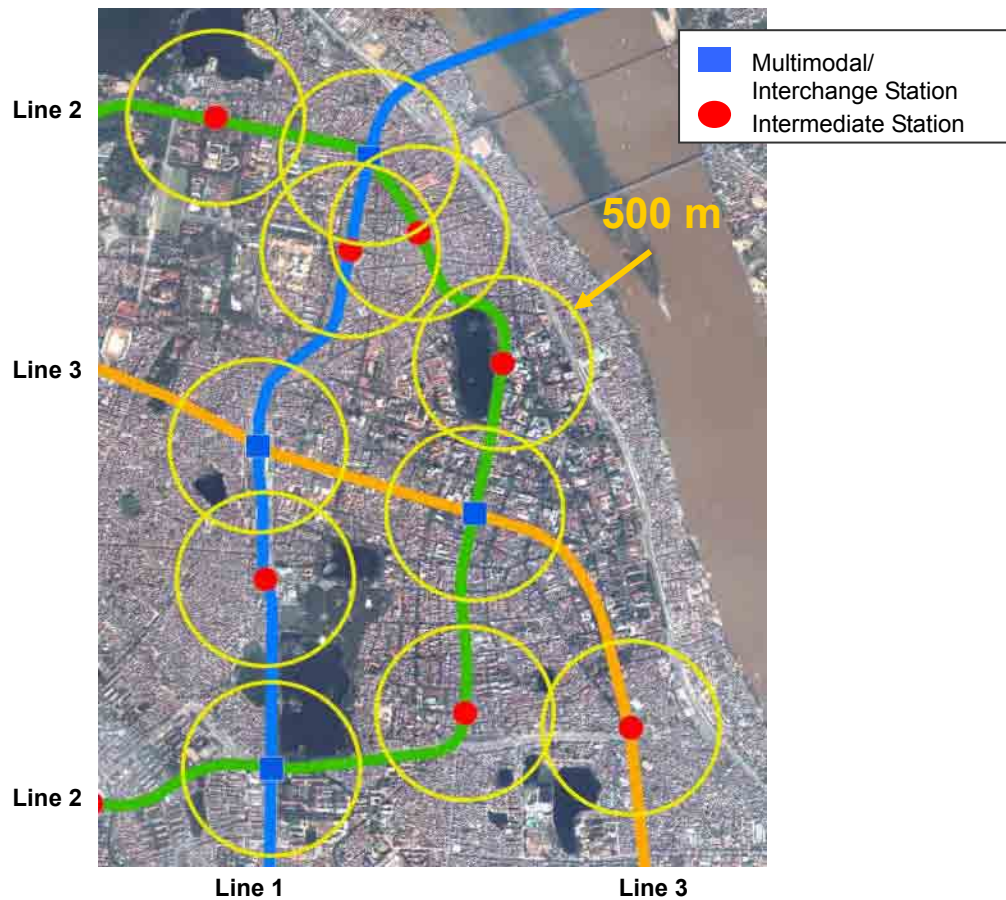 Line 2
Multimodal/
Interchange Station
Intermediate Station
500 m
Line 3
Line 2
Line 1
Line 3